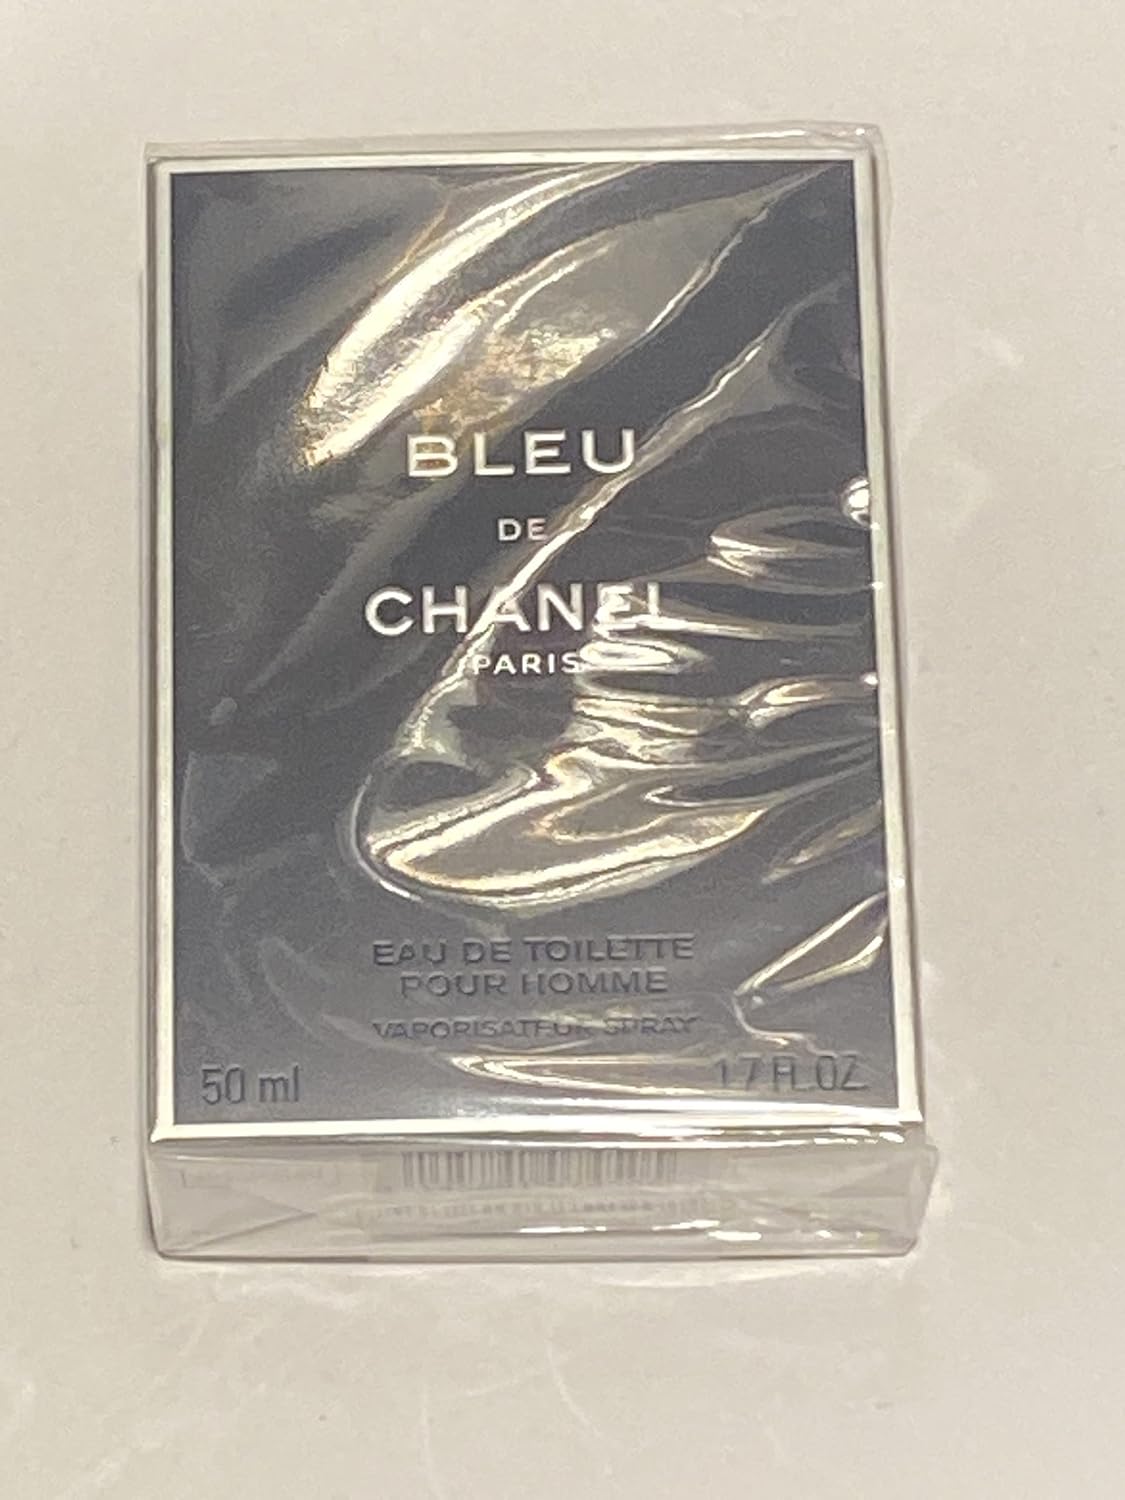 BLEU
DE
CHANEL
PARIS
EAU DE TOILETTE
POUR HOMME
VAPORISATEUR SPRAY
50 ml
1.7 FL.OZ